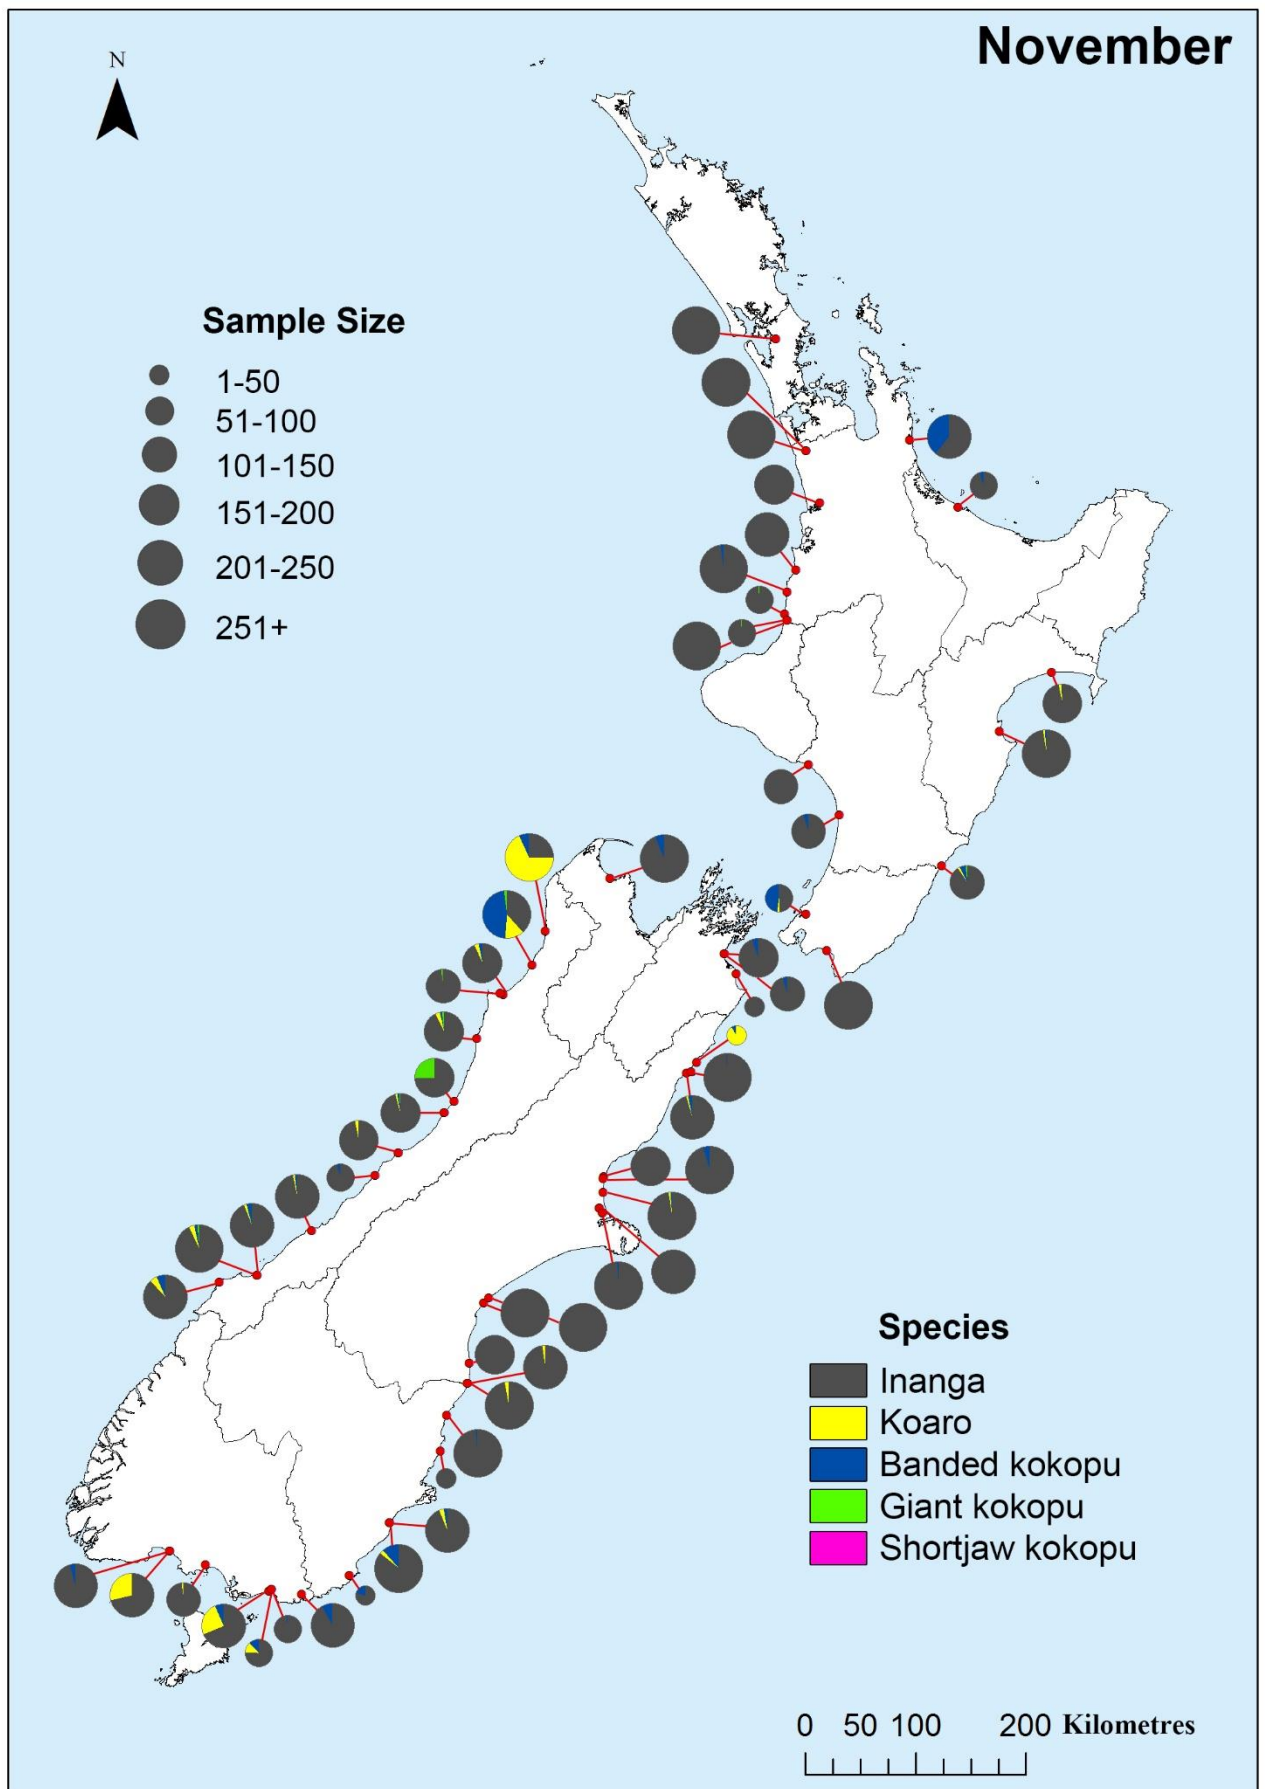 November
N
Sample Size
1-50
51-100
101-150
151-200
201-250
251+
Species
Inanga
Koaro
Banded kokopu
Giant kokopu
Shortjaw kokopu
0 50 100 200 Kilometres